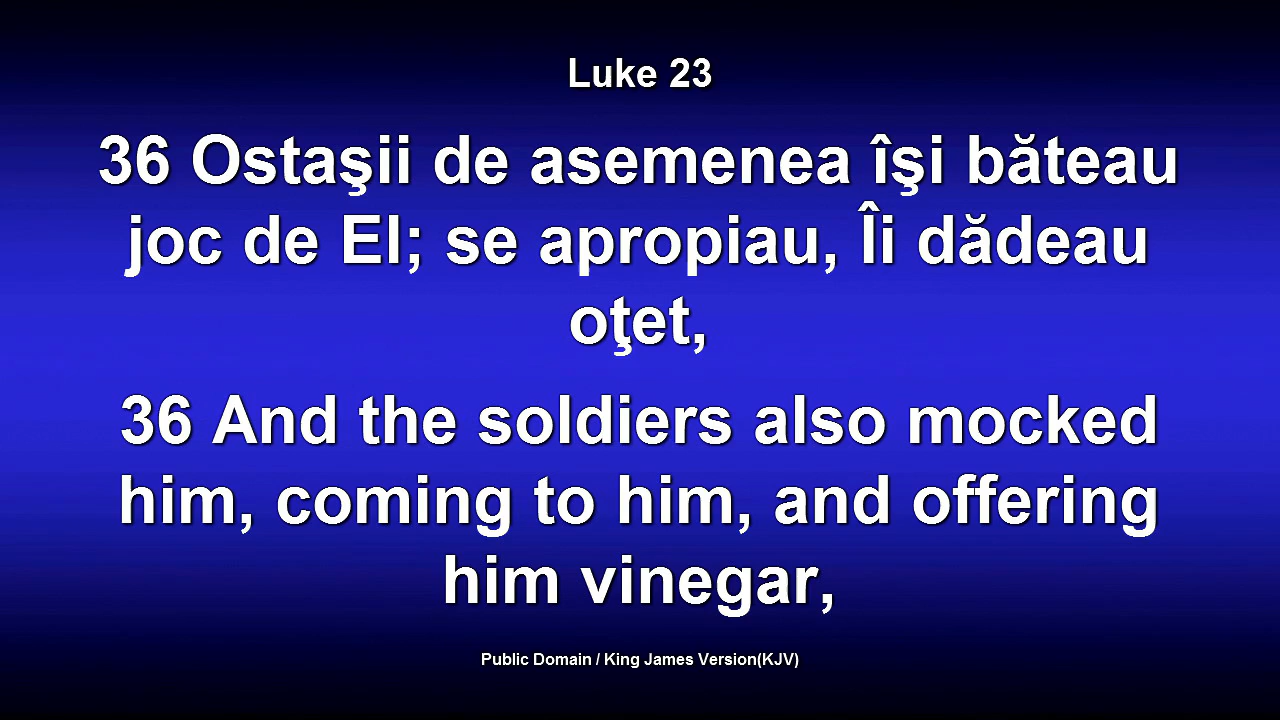 Luke 23
36 Ostaşii de asemenea îşi băteau
joc de El; se apropiau, Îi dădeau
oţet,
36 And the soldiers also mocked
him, coming to him, and offering
him vinegar,
Public Domain / King James Version(KJV)